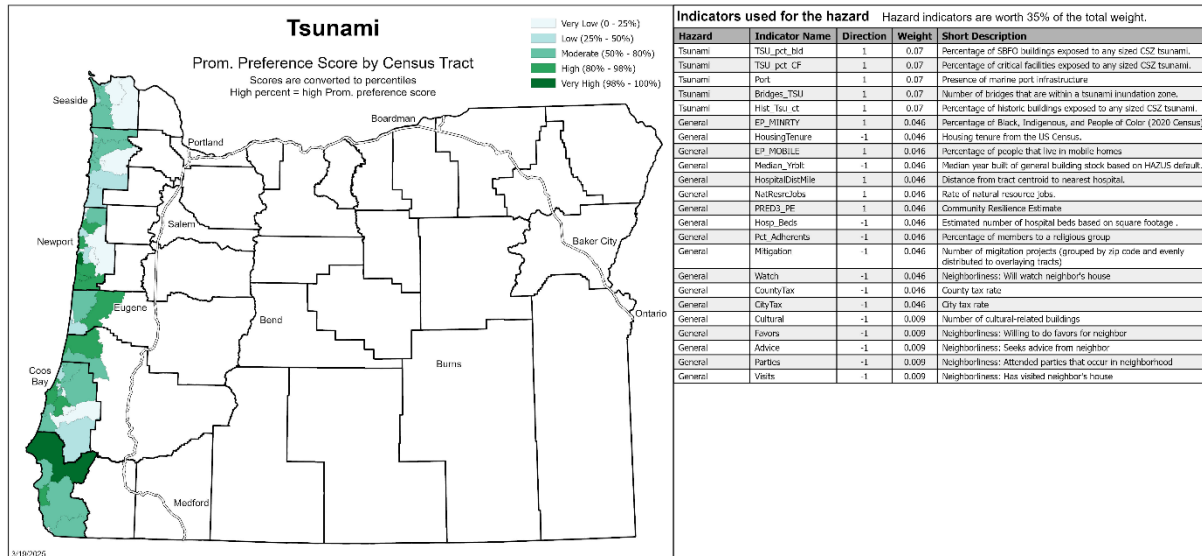 Tsunami
Prom. Preference Score by Census Tract
Scores are converted to percentiles
High percent = high Prom. preference score
Very Low (0 - 25%)
Low (25% - 50%)
Moderate (50% - 80%)
High (80% - 98%)
Very High (98% - 100%)
Seaside
Portland
Boardman
Salem
Newport
Baker City
Eugene
Bend
Ontario
Coos
Bay
Burns
Medford
3/19/2025
Indicators used for the hazard Hazard indicators are worth 35% of the total weight.
Hazard Indicator Name Direction Weight Short Description
Tsunami TSU_pct_bld 1 0.07 Percentage of SBFO buildings exposed to any sized CSZ tsunami.
Tsunami TSU_pct_CF 1 0.07 Percentage of critical facilities exposed to any sized CSZ tsunami.
Tsunami Port 1 0.07 Presence of marine port infrastructure
Tsunami Bridges_TSU 1 0.07 Number of bridges that are within a tsunami inundation zone.
Tsunami Hist_Tsu_ct 1 0.07 Percentage of historic buildings exposed to any sized CSZ tsunami.
General EP_MINRTY 1 0.046 Percentage of Black, Indigenous, and People of Color (2020 Census)
General HousingTenure -1 0.046 Housing tenure from the US Census.
General EP_MOBILE 1 0.046 Percentage of people that live in mobile homes
General Median_Yrblt -1 0.046 Median year built of general building stock based on HAZUS default.
General HospitalDistMile 1 0.046 Distance from tract centroid to nearest hospital.
General NatResrcJobs 1 0.046 Rate of natural resource jobs.
General PRED3_PE 1 0.046 Community Resilience Estimate
General Hosp_Beds -1 0.046 Estimated number of hospital beds based on square footage .
General Pct_Adherents -1 0.046 Percentage of members to a religious group
General Mitigation -1 0.046 Number of migitation projects (grouped by zip code and evenly
distributed to overlaying tracts)
General Watch -1 0.046 Neighborliness: Will watch neighbor's house
General CountyTax -1 0.046 County tax rate
General CityTax -1 0.046 City tax rate
General Cultural -1 0.009 Number of cultural-related buildings
General Favors -1 0.009 Neighborliness: Willing to do favors for neighbor
General Advice -1 0.009 Neighborliness: Seeks advice from neighbor
General Parties -1 0.009 Neighborliness: Attended parties that occur in neighborhood
General Visits -1 0.009 Neighborliness: Has visited neighbor's house